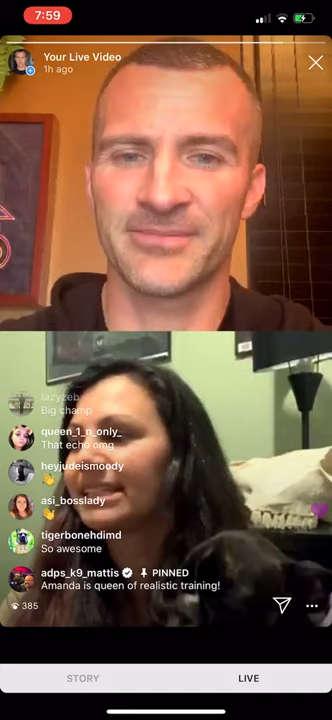 7:59
Your Live Video
1h ago
lazyzeb
Big champ
queen_1_n_only_
That echo omg
heyjudeismoody
👋
asi_bosslady
👋
tigerbonehdimd
So awesome
adps_k9_mattis PINNED
Amanda is queen of realistic training!
385
STORY
LIVE